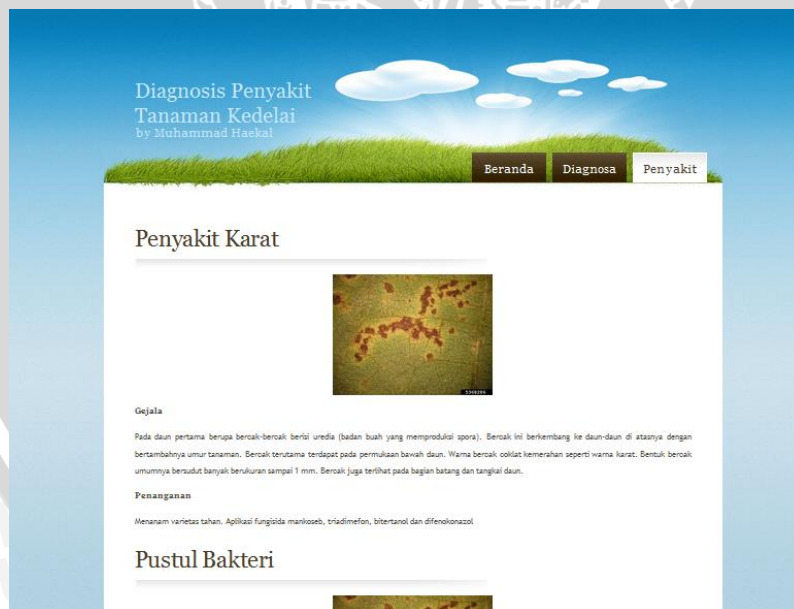 Diagnosis Penyakit
Tanaman Kedelai
by Muhammad Haekal
Beranda Diagnosa Penyakit
Penyakit Karat
Gejala
Pada daun pertama berupa bercak-bercak berisi uredia (badan buah yang memproduksi spora). Bercak ini berkembang ke daun-daun di atasnya dengan
bertambahnya umur tanaman. Bercak terutama terdapat pada permukaan bawah daun. Warna bercak coklat kemerahan seperti warna karat. Bentuk bercak
umumnya bersudut banyak berukuran sampai 1 mm. Bercak juga terlihat pada bagian batang dan tangkai daun.
Penanganan
Menanam varietas tahan. Aplikasi fungisida mankoseb, triadimefon, bitertanol dan difenokonazol
Pustul Bakteri